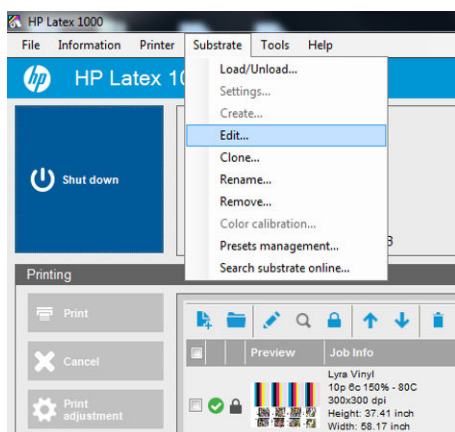 HP Latex 1000
File Information Printer Substrate Tools Help
hp HP Latex 10
Load/Unload...
Settings...
Create...
Edit...
Clone...
Rename...
Remove...
Color calibration...
Presets management...
Search substrate online...
Shut down
3
Printing
Print
Cancel
Print
adjustment
Preview Job Info
Lyra Vinyl
10p 6c 150% - 80C
300x300 dpi
Height: 37.41 inch
Width: 58.17 inch